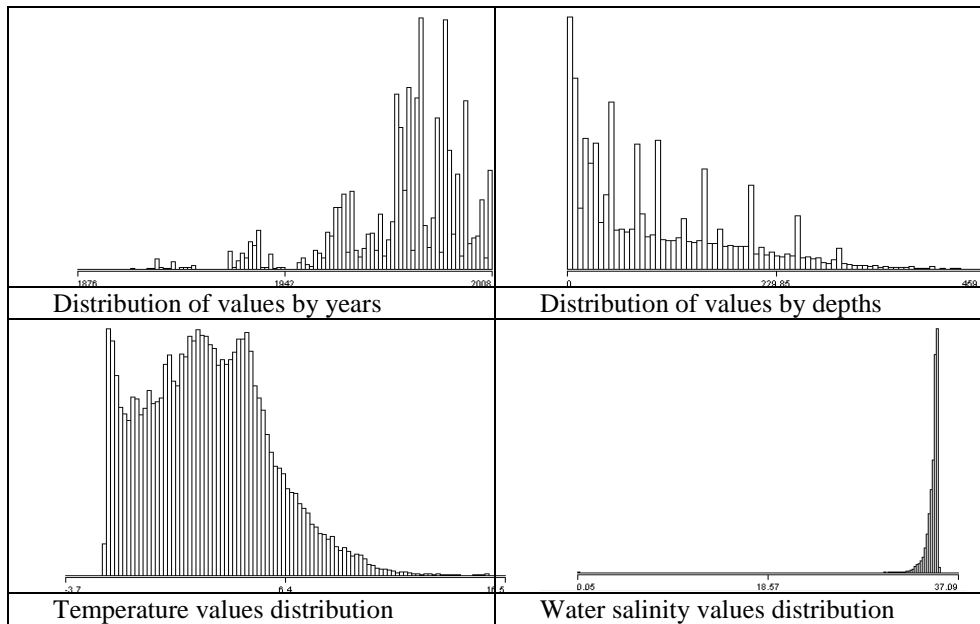 1876 1942 2008
Distribution of values by years
0 229.85 459.
Distribution of values by depths
-3.7 6.4
Temperature values distribution
0.05 18.57 37.09
Water salinity values distribution